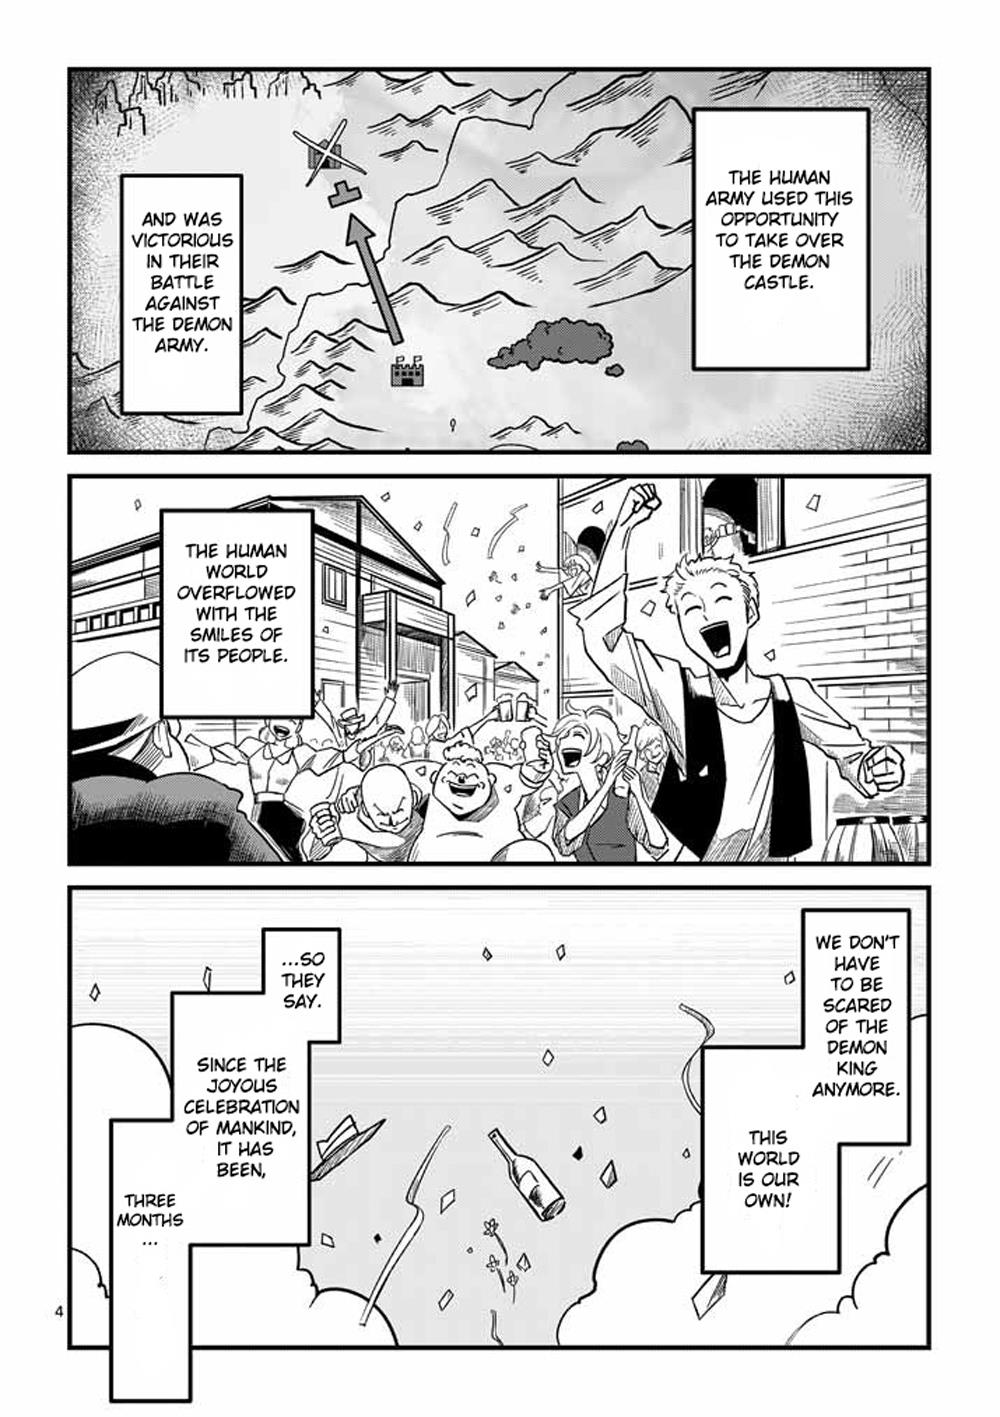 THE HUMAN
ARMY USED THIS
OPPORTUNITY
TO TAKE OVER
THE DEMON
CASTLE.
AND WAS
VICTORIOUS
IN THEIR
BATTLE
AGAINST
THE DEMON
ARMY.
THE HUMAN
WORLD
OVERFLOWED
WITH THE
SMILES OF
ITS PEOPLE.
WE DON'T
HAVE
TO BE
SCARED
OF THE
DEMON
KING
ANYMORE.
THIS
WORLD
IS OUR
OWN!
...SO
THEY
SAY.
SINCE THE
JOYOUS
CELEBRATION
OF MANKIND,
IT HAS
BEEN,
THREE
MONTHS
...
4